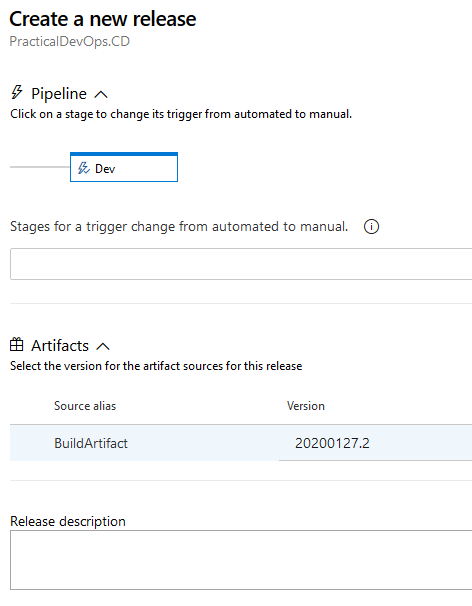 Create a new release
PracticalDevOps.CD
Pipeline
Click on a stage to change its trigger from automated to manual.
Dev
Stages for a trigger change from automated to manual.
Artifacts
Select the version for the artifact sources for this release
Source alias Version
BuildArtifact 20200127.2
Release description